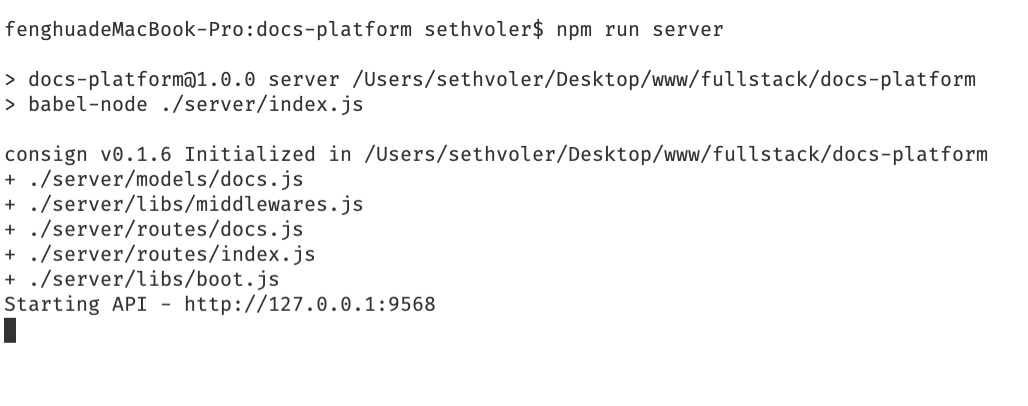 fenghuadeMacBook-Pro:docs-platform sethvoler$ npm run server
> docs-platform@1.0.0 server /Users/sethvoler/Desktop/www/fullstack/docs-platform
> babel-node ./server/index.js
consign v0.1.6 Initialized in /Users/sethvoler/Desktop/www/fullstack/docs-platform
+ ./server/models/docs.js
+ ./server/libs/middlewares.js
+ ./server/routes/docs.js
+ ./server/routes/index.js
+ ./server/libs/boot.js
Starting API - http://127.0.0.1:9568